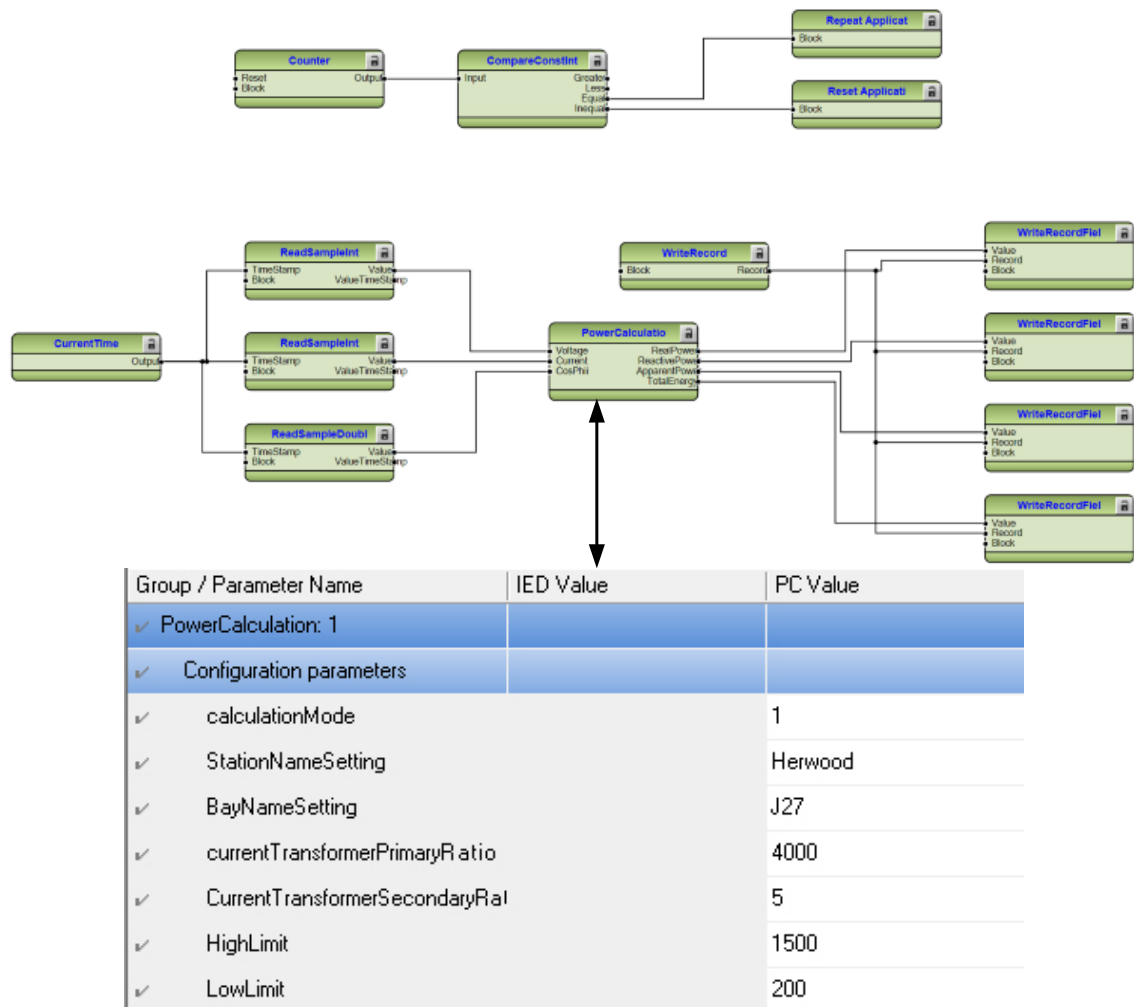 Repeat Applicat
Block
Counter
Reset Output
Block
CompareConstInt
Input Greater
Less
Equal
Inequal
Reset Applicati
Block
ReadSampleInt
TimeStamp Value
Block ValueTimeStamp
WriteRecord
Block Record
WriteRecordFiel
Value
Record
Block
CurrentTime
Output
ReadSampleInt
TimeStamp Value
Block ValueTimeStamp
PowerCalculatio
Voltage RealPower
Current ReactivePower
CosPhii ApparentPower
TotalEnergy
WriteRecordFiel
Value
Record
Block
ReadSampleDoubl
TimeStamp Value
Block ValueTimeStamp
WriteRecordFiel
Value
Record
Block
WriteRecordFiel
Value
Record
Block
Group / Parameter Name IED Value PC Value
PowerCalculation: 1
Configuration parameters
calculationMode 1
StationNameSetting Herwood
BayNameSetting J27
currentTransformerPrimaryRatio 4000
CurrentTransformerSecondaryRat 5
HighLimit 1500
LowLimit 200